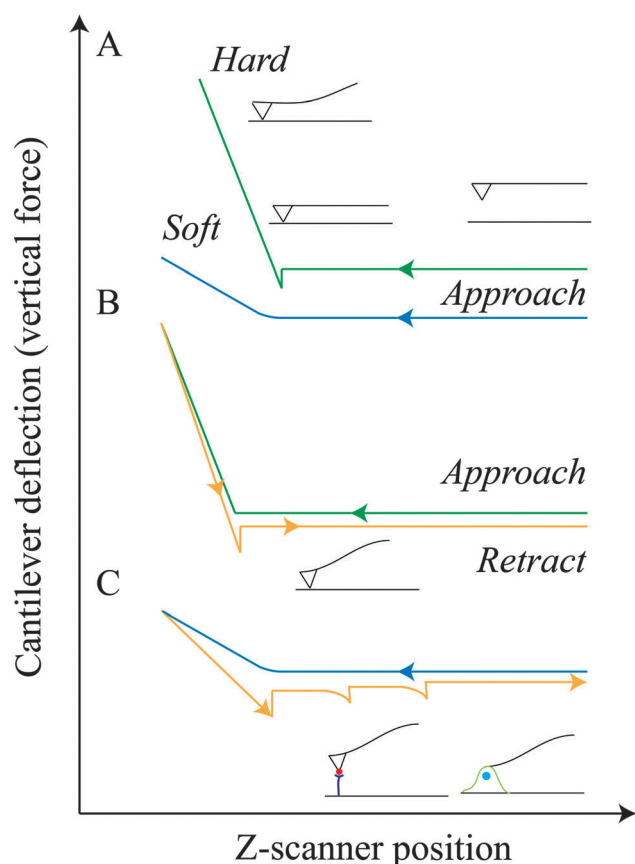 A
Hard
Soft
Approach
B
Approach
Retract
C
Cantilever deflection (vertical force)
Z-scanner position